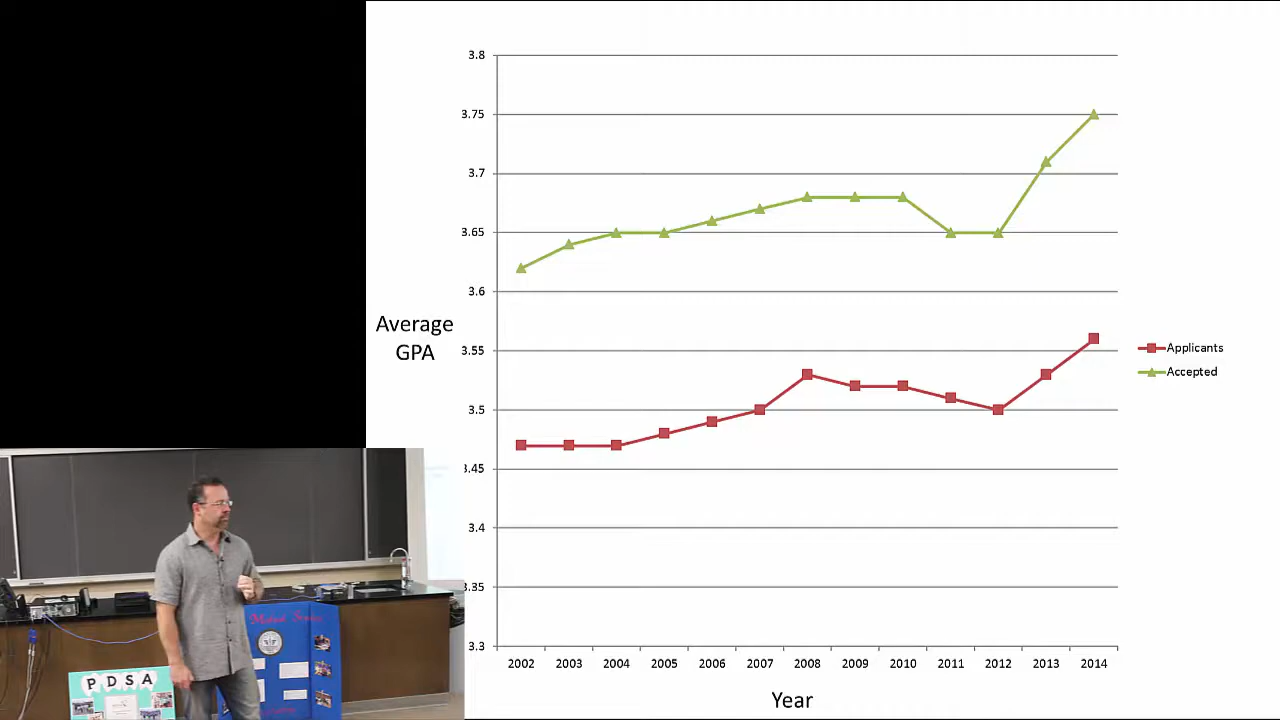 3.8
3.75
3.7
3.65
3.6
Average
GPA
3.55
3.5
3.45
3.4
3.35
3.3
2002 2003 2004 2005 2006 2007 2008 2009 2010 2011 2012 2013 2014
Year
Applicants
Accepted
PDSA